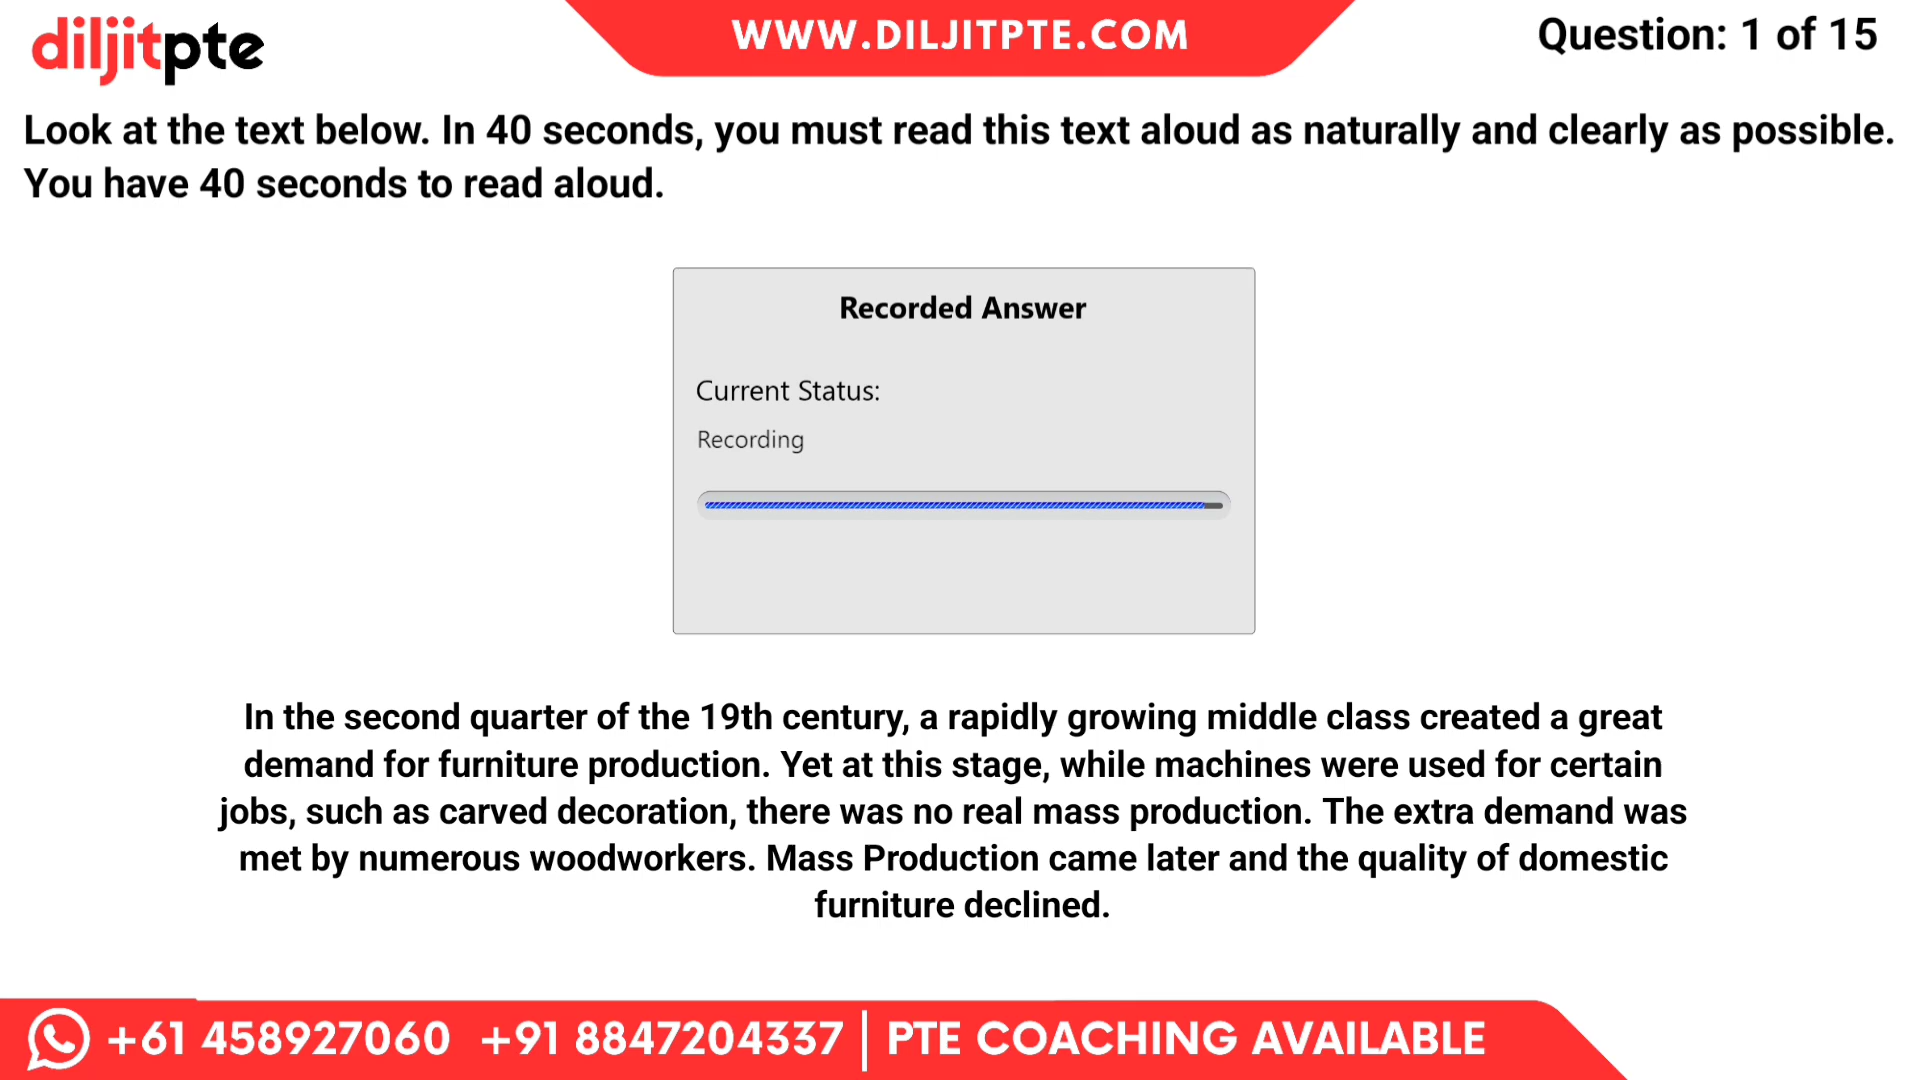 diljitpte
WWW.DILJITPTE.COM
Question: 1 of 15
Look at the text below. In 40 seconds, you must read this text aloud as naturally and clearly as possible.
You have 40 seconds to read aloud.
Recorded Answer
Current Status:
Recording
In the second quarter of the 19th century, a rapidly growing middle class created a great
demand for furniture production. Yet at this stage, while machines were used for certain
jobs, such as carved decoration, there was no real mass production. The extra demand was
met by numerous woodworkers. Mass Production came later and the quality of domestic
furniture declined.
+61 458927060 +91 8847204337 | PTE COACHING AVAILABLE